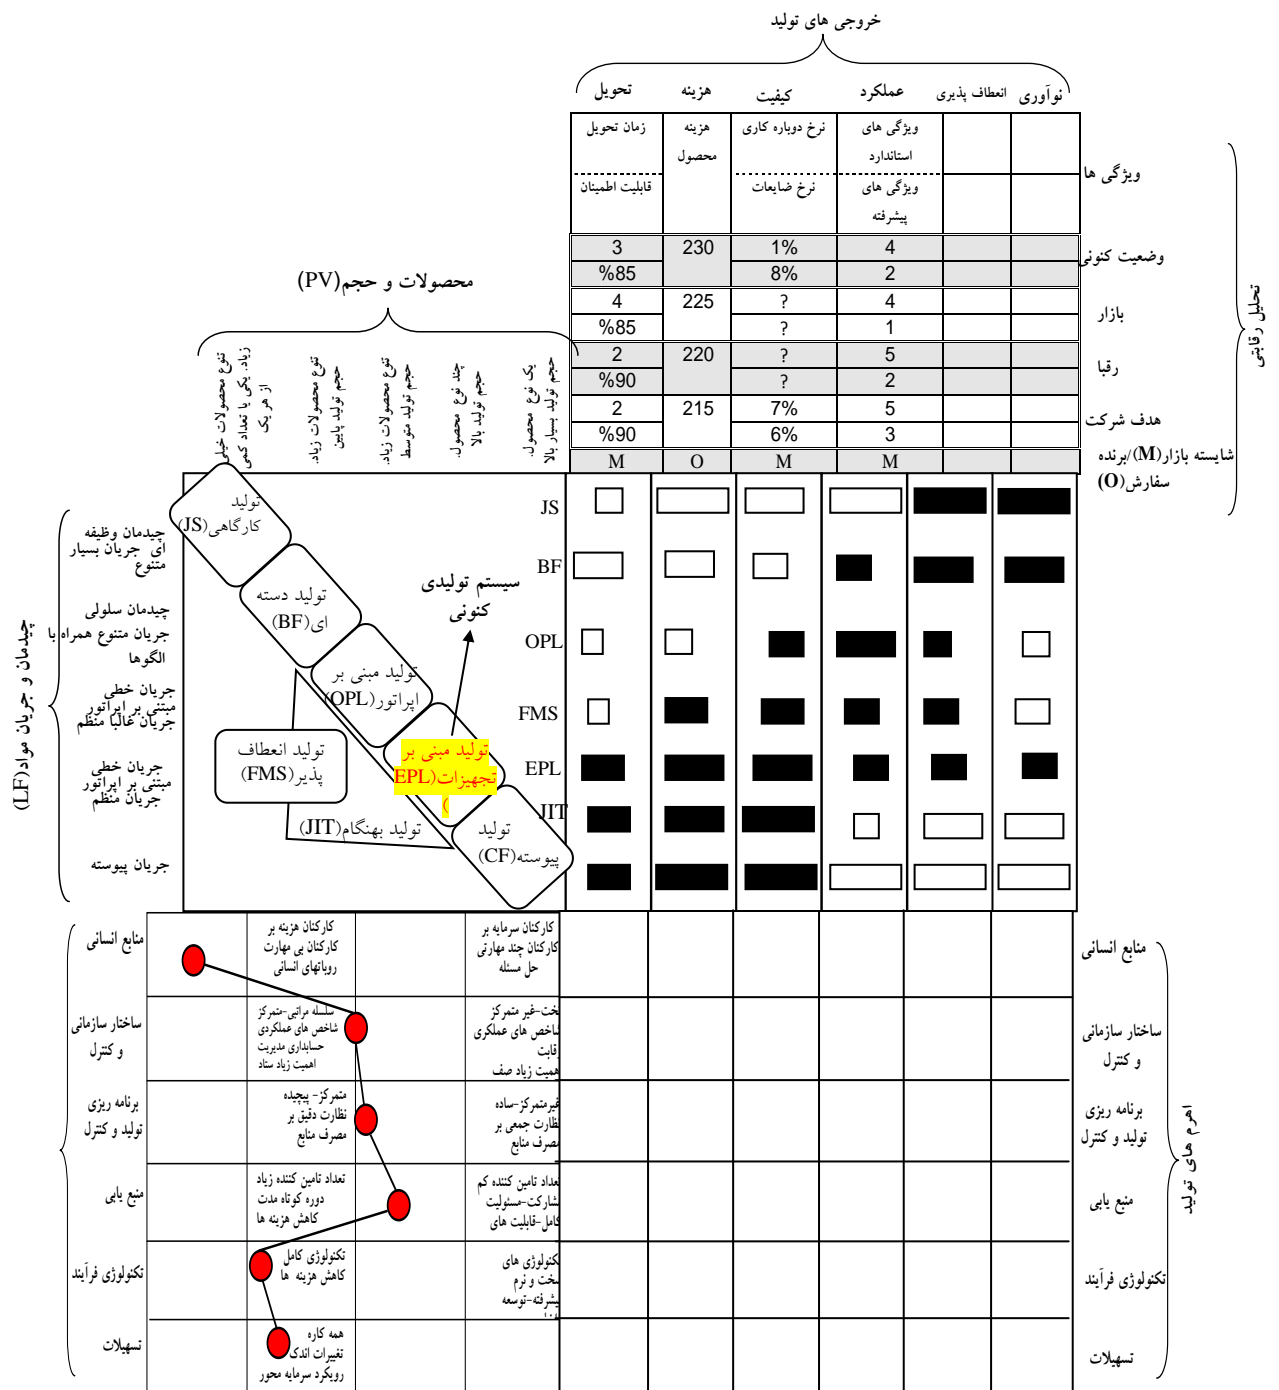 خروجی های تولید
تحویل
هزینه
کیفیت
عملکرد
انعطاف پذیری
نوآوری
زمان تحویل
هزینه
محصول
نرخ دوباره کاری
ویژگی های
استاندارد
قابلیت اطمینان
نرخ ضایعات
ویژگی های
پیشرفته
ویژگی ها
3
230
1%
4
%85
8%
2
وضعیت کنونی
4
225
?
4
%85
?
1
بازار
2
220
?
5
%90
?
2
رقبا
2
215
7%
5
%90
6%
3
هدف شرکت
M
O
M
M
شایسته بازار(M)/برنده
سفارش(O)
تحلیل رقابتی
محصولات و حجم(PV)
تنوع محصولات خیلی
زیاد. یکی یا تعداد کمی
از هر یک
تنوع محصولات زیاد.
حجم تولید پایین
تنوع محصولات زیاد.
حجم تولید متوسط
چند نوع محصول.
حجم تولید بالا
یک نوع محصول.
حجم تولید بسیار بالا
چیدمان و جریان مواد(LF)
چیدمان وظیفه
ای جریان بسیار
متنوع
چیدمان سلولی
جریان متنوع همراه با
الگوها
جریان خطی
مبتنی بر اپراتور
جریان غالبا منظم
جریان خطی
مبتنی بر اپراتور
جریان منظم
جریان پیوسته
تولید
کارگاهی(JS)
تولید دسته
ای(BF)
تولید مبنی بر
اپراتور(OPL)
تولید مبنی بر
تجهیزات(EPL
)
تولید
پیوسته(CF)
تولید انعطاف
پذیر(FMS)
تولید بهنگام(JIT)
سیستم تولیدی
کنونی
JS
BF
OPL
FMS
EPL
JIT
منابع انسانی
کارکنان هزینه بر
کارکنان بی مهارت
روباتهای انسانی
کارکنان سرمایه بر
کارکنان چند مهارتی
حل مسئله
منابع انسانی
ساختار سازمانی
و کنترل
سلسله مراتبی-متمرکز
شاخص های عملکردی
حسابداری مدیریت
اهمیت زیاد ستاد
تخت-غیر متمرکز
شاخص های عملکری
رقابت
اهمیت زیاد صف
ساختار سازمانی
و کنترل
برنامه ریزی
تولید و کنترل
متمرکز- پیچیده
نظارت دقیق بر
مصرف منابع
غیرمتمرکز-ساده
نظارت جمعی بر
مصرف منابع
برنامه ریزی
تولید و کنترل
منبع یابی
تعداد تامین کننده زیاد
دوره کوتاه مدت
کاهش هزینه ها
تعداد تامین کننده کم
مشارکت-مسئولیت
کامل-قابلیت های
منبع یابی
تکنولوژی فرآیند
تکنولوژی کامل
کاهش هزینه ها
تکنولوژی های
سخت و نرم
پیشرفته-توسعه
تکنولوژی فرآیند
تسهیلات
همه کاره
تغییرات اندک
رویکرد سرمایه محور
تسهیلات
اهرم های تولید